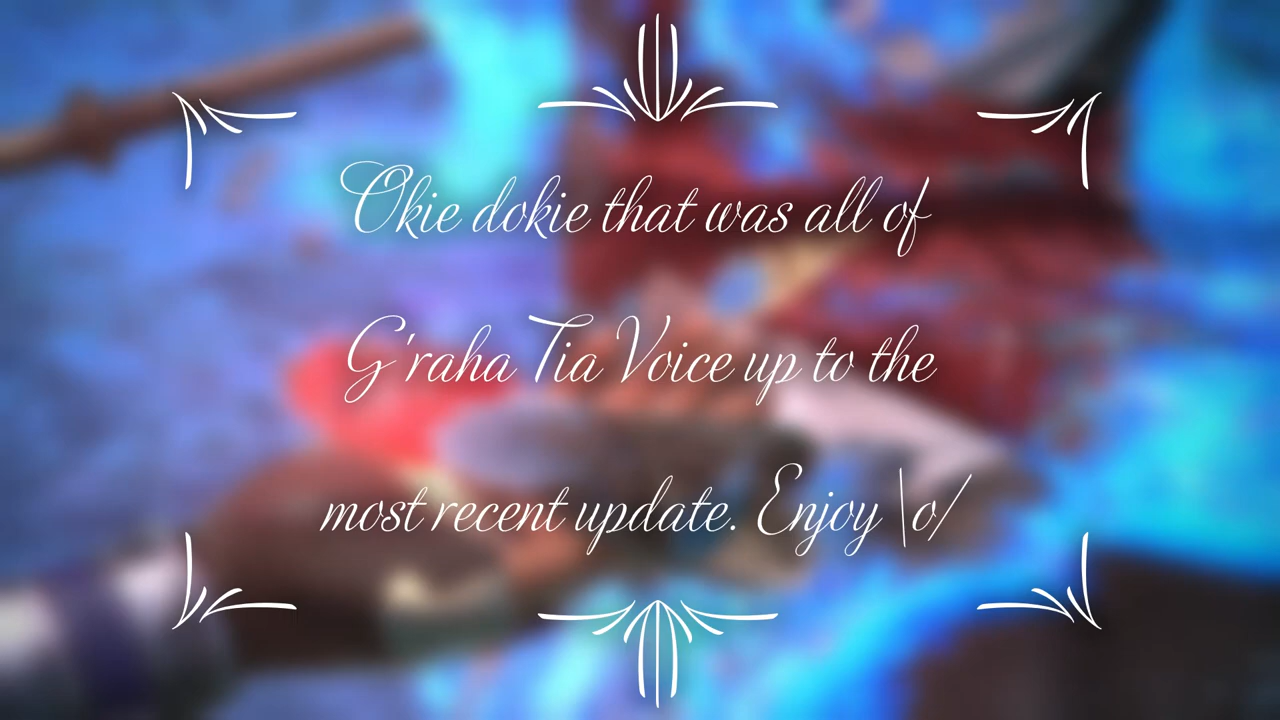 Okie dokie that was all of
G'raha Tia Voice up to the
most recent update. Enjoy \o/